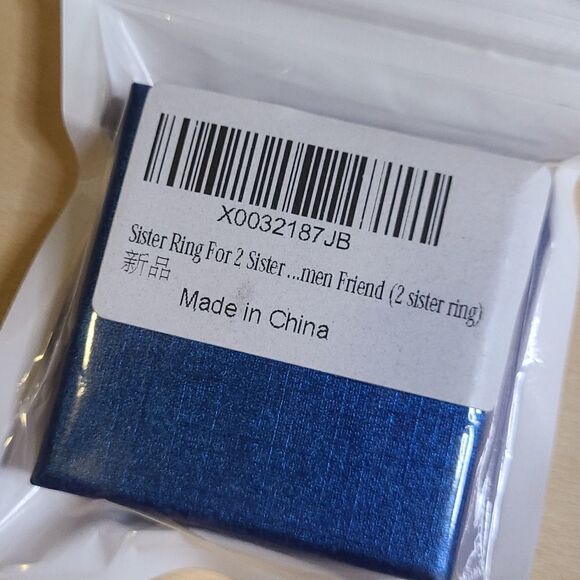 X0032187JB
Sister Ring For 2 Sister ...men Friend (2 sister ring)
新品
Made in China